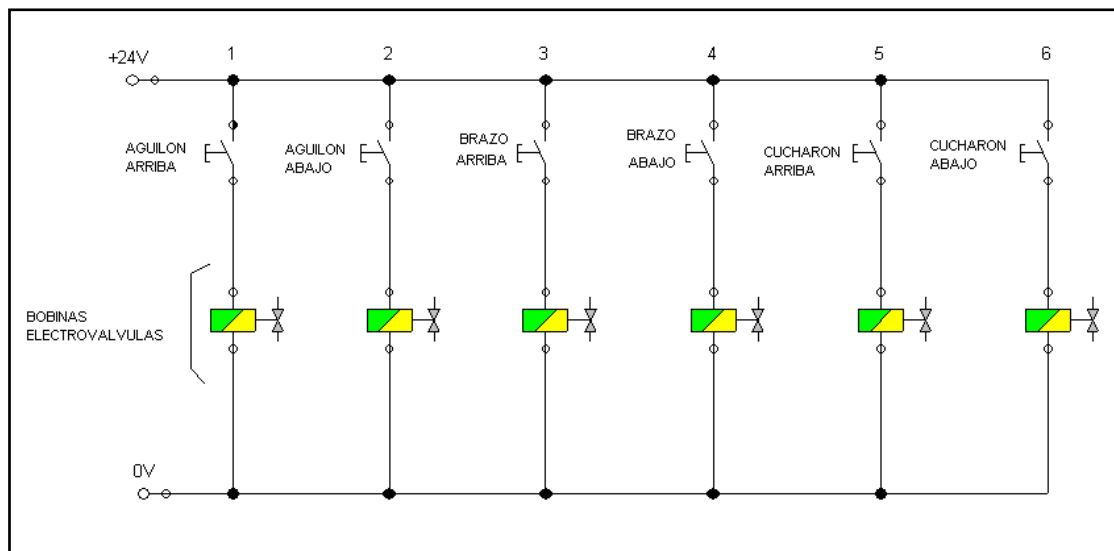 +24V
1
2
3
4
5
6
AGUILON
ARRIBA
AGUILON
ABAJO
BRAZO
ARRIBA
BRAZO
ABAJO
CUCHARON
ARRIBA
CUCHARON
ABAJO
BOBINAS
ELECTROVALVULAS
0V